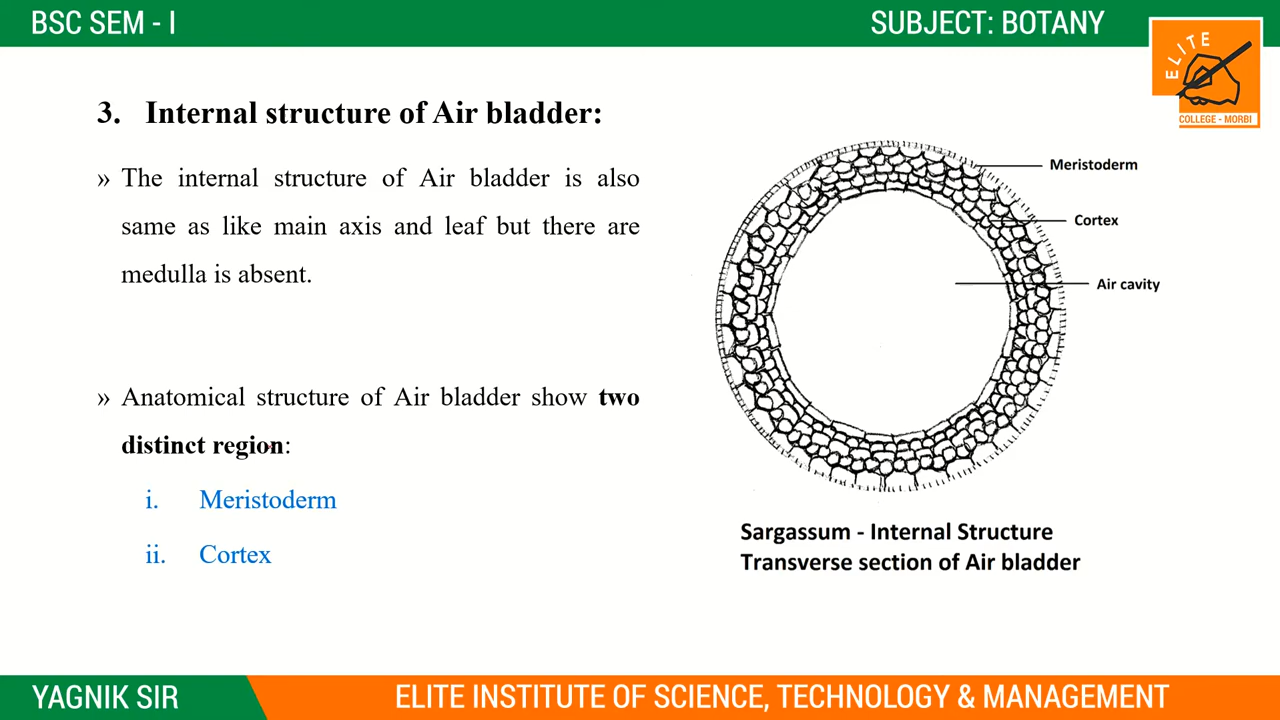 BSC SEM - I
SUBJECT: BOTANY
ELITE
COLLEGE - MORBI
3. Internal structure of Air bladder:
» The internal structure of Air bladder is also
same as like main axis and leaf but there are
medulla is absent.
» Anatomical structure of Air bladder show two
distinct region:
i. Meristoderm
ii. Cortex
Meristoderm
Cortex
Air cavity
Sargassum - Internal Structure
Transverse section of Air bladder
YAGNIK SIR
ELITE INSTITUTE OF SCIENCE, TECHNOLOGY & MANAGEMENT